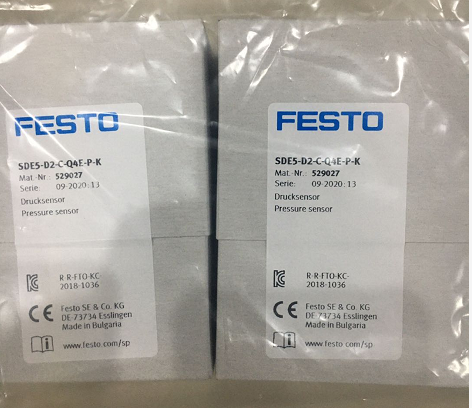 FESTO
SDE5-D2-C-Q4E-P-K
Mat.-Nr.: 529027
Serie: 09-2020:13
Drucksensor
Pressure sensor
R-R-FTO-KC-
2018-1036
CE Festo SE & Co. KG
DE-73734 Esslingen
Made in Bulgaria
www.festo.com/sp
FESTO
SDE5-D2-C-Q4E-P-K
Mat.-Nr.: 529027
Serie: 09-2020:13
Drucksensor
Pressure sensor
R-R-FTO-KC-
2018-1036
CE Festo SE & Co. KG
DE-73734 Esslingen
Made in Bulgaria
www.festo.com/sp